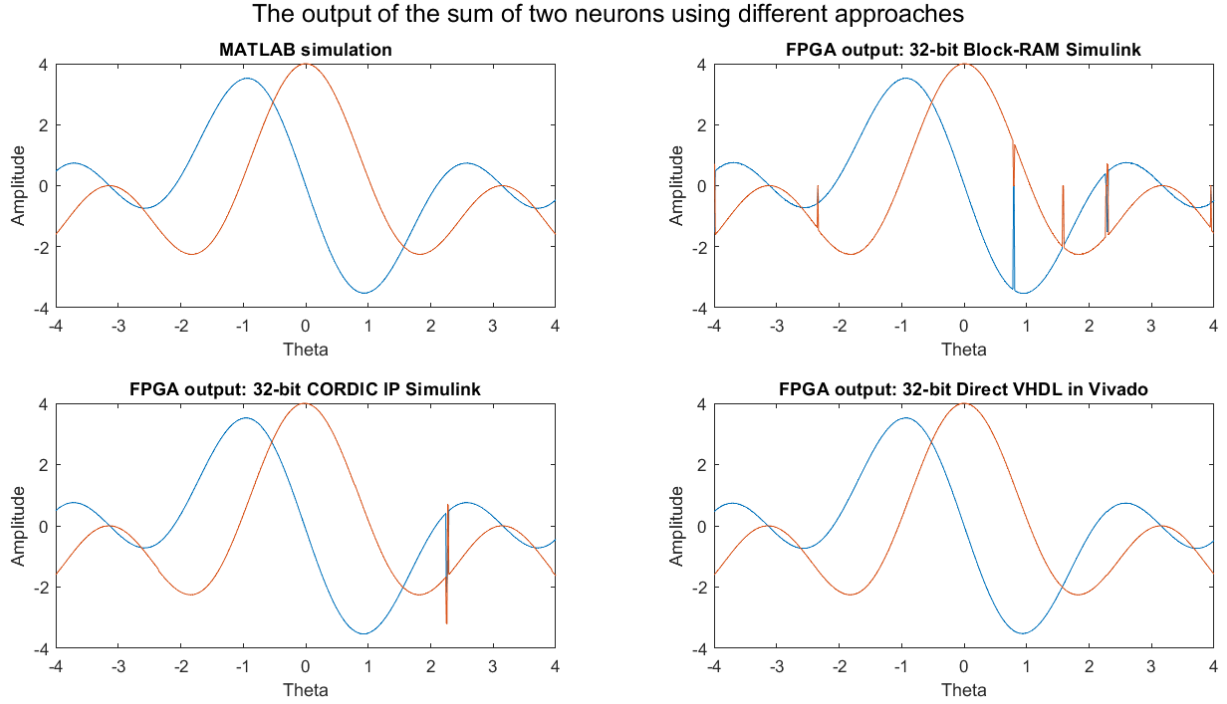 The output of the sum of two neurons using different approaches
MATLAB simulation
Amplitude
4
2
0
-2
-4
-4 -3 -2 -1 0 1 2 3 4
Theta
FPGA output: 32-bit Block-RAM Simulink
Amplitude
4
2
0
-2
-4
-4 -3 -2 -1 0 1 2 3 4
Theta
FPGA output: 32-bit CORDIC IP Simulink
Amplitude
4
2
0
-2
-4
-4 -3 -2 -1 0 1 2 3 4
Theta
FPGA output: 32-bit Direct VHDL in Vivado
Amplitude
4
2
0
-2
-4
-4 -3 -2 -1 0 1 2 3 4
Theta